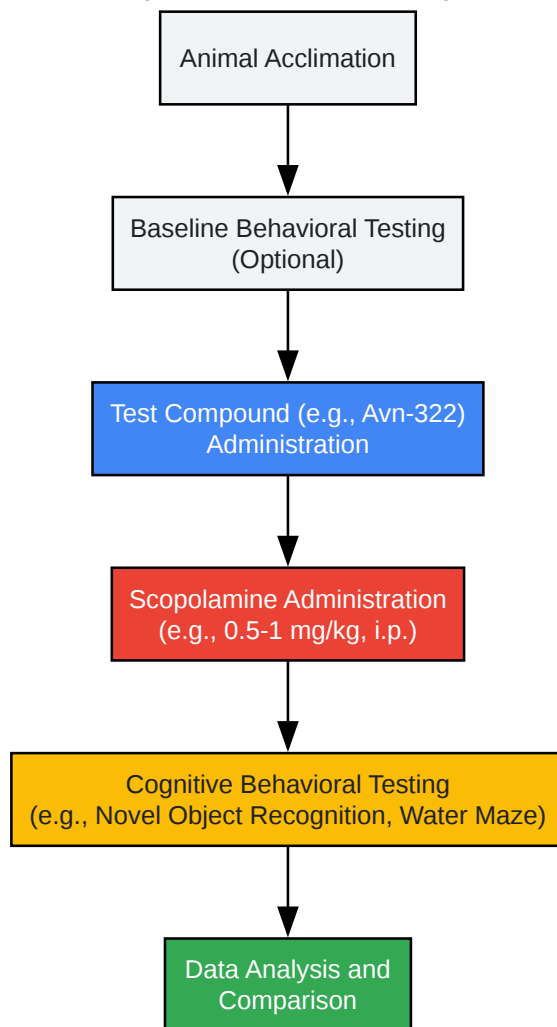 Animal Acclimation
Baseline Behavioral Testing
(Optional)
Test Compound (e.g., Avn-322)
Administration
Scopolamine Administration
(e.g., 0.5-1 mg/kg, i.p.)
Cognitive Behavioral Testing
(e.g., Novel Object Recognition, Water Maze)
Data Analysis and
Comparison